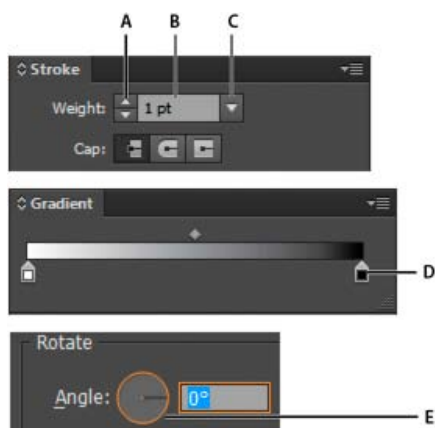 A B C
Stroke
Weight: 1 pt
Cap:
Gradient
D
Rotate
Angle: 0°
E